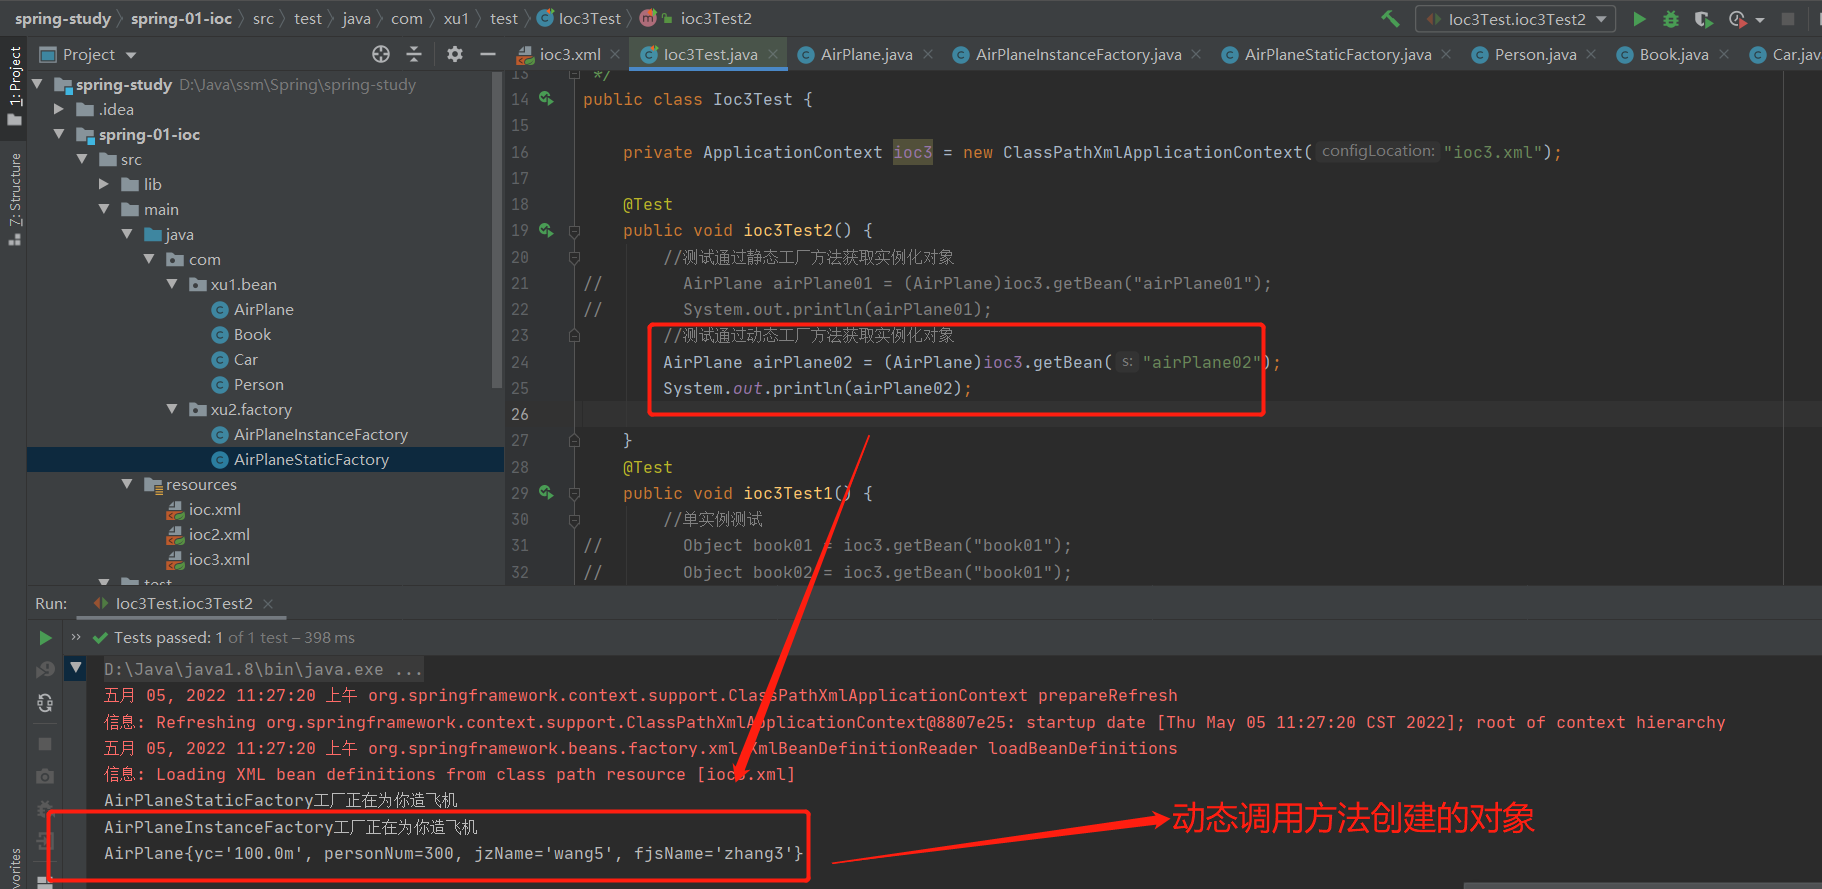 spring-study 〉 spring-01-ioc 〉 src 〉 test 〉 java 〉 com 〉 xu1 〉 test 〉 Ioc3Test 〉 ioc3Test2
Ioc3Test.ioc3Test2
Project
ioc3.xml
Ioc3Test.java
AirPlane.java
AirPlaneInstanceFactory.java
AirPlaneStaticFactory.java
Person.java
Book.java
Car.java
1: Project
Z: Structure
spring-study D:\Java\ssm\Spring\spring-study
.idea
spring-01-ioc
src
lib
main
java
com
xu1.bean
AirPlane
Book
Car
Person
xu2.factory
AirPlaneInstanceFactory
AirPlaneStaticFactory
resources
ioc.xml
ioc2.xml
ioc3.xml
test
13 */
14 public class Ioc3Test {
15
16 private ApplicationContext ioc3 = new ClassPathXmlApplicationContext( configLocation: "ioc3.xml");
17
18 @Test
19 public void ioc3Test2() {
20 //测试通过静态工厂方法获取实例化对象
21 // AirPlane airPlane01 = (AirPlane)ioc3.getBean("airPlane01");
22 // System.out.println(airPlane01);
23 //测试通过动态工厂方法获取实例化对象
24 AirPlane airPlane02 = (AirPlane)ioc3.getBean( s: "airPlane02");
25 System.out.println(airPlane02);
26
27 }
28 @Test
29 public void ioc3Test1() {
30 //单实例测试
31 // Object book01 = ioc3.getBean("book01");
32 // Object book02 = ioc3.getBean("book01");
Run: Ioc3Test.ioc3Test2
Tests passed: 1 of 1 test – 398 ms
D:\Java\java1.8\bin\java.exe ...
五月 05, 2022 11:27:20 上午 org.springframework.context.support.ClassPathXmlApplicationContext prepareRefresh
信息: Refreshing org.springframework.context.support.ClassPathXmlApplicationContext@8807e25: startup date [Thu May 05 11:27:20 CST 2022]; root of context hierarchy
五月 05, 2022 11:27:20 上午 org.springframework.beans.factory.xml.XmlBeanDefinitionReader loadBeanDefinitions
信息: Loading XML bean definitions from class path resource [ioc3.xml]
AirPlaneStaticFactory工厂正在为你造飞机
AirPlaneInstanceFactory工厂正在为你造飞机
AirPlane{yc='100.0m', personNum=300, jzName='wang5', fjsName='zhang3'}
动态调用方法创建的对象